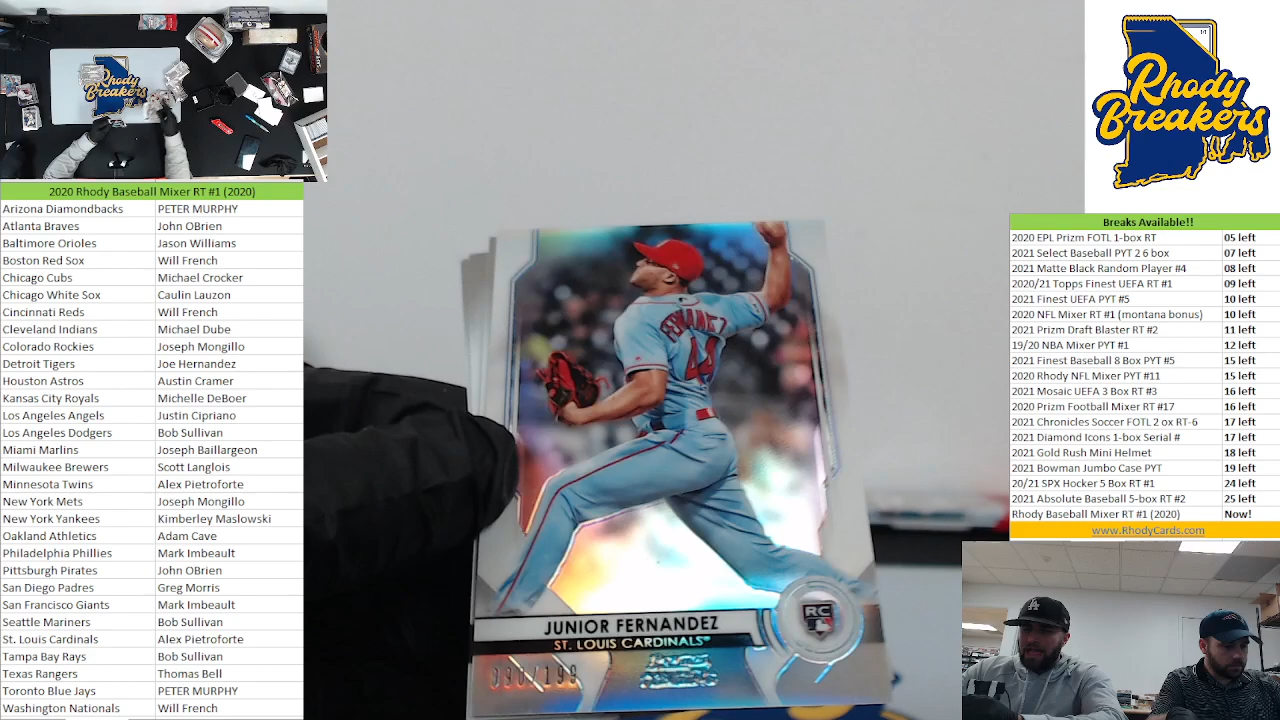 Rhody
Breakers
2020 Rhody Baseball Mixer RT #1 (2020)
Arizona Diamondbacks PETER MURPHY
Atlanta Braves John OBrien
Baltimore Orioles Jason Williams
Boston Red Sox Will French
Chicago Cubs Michael Crocker
Chicago White Sox Caulin Lauzon
Cincinnati Reds Will French
Cleveland Indians Michael Dube
Colorado Rockies Joseph Mongillo
Detroit Tigers Joe Hernandez
Houston Astros Austin Cramer
Kansas City Royals Michelle DeBoer
Los Angeles Angels Justin Cipriano
Los Angeles Dodgers Bob Sullivan
Miami Marlins Joseph Baillargeon
Milwaukee Brewers Scott Langlois
Minnesota Twins Alex Pietroforte
New York Mets Joseph Mongillo
New York Yankees Kimberley Maslowski
Oakland Athletics Adam Cave
Philadelphia Phillies Mark Imbeault
Pittsburgh Pirates John OBrien
San Diego Padres Greg Morris
San Francisco Giants Mark Imbeault
Seattle Mariners Bob Sullivan
St. Louis Cardinals Alex Pietroforte
Tampa Bay Rays Bob Sullivan
Texas Rangers Thomas Bell
Toronto Blue Jays PETER MURPHY
Washington Nationals Will French
FERNANDEZ
44
RC
JUNIOR FERNANDEZ
ST. LOUIS CARDINALS
1/1
Rhody
Breakers
Breaks Available!!
2020 EPL Prizm FOTL 1-box RT 05 left
2021 Select Baseball PYT 2 6 box 07 left
2021 Matte Black Random Player #4 08 left
2020/21 Topps Finest UEFA RT #1 09 left
2021 Finest UEFA PYT #5 10 left
2020 NFL Mixer RT #1 (montana bonus) 10 left
2021 Prizm Draft Blaster RT #2 11 left
19/20 NBA Mixer PYT #1 12 left
2021 Finest Baseball 8 Box PYT #5 15 left
2020 Rhody NFL Mixer PYT #11 15 left
2021 Mosaic UEFA 3 Box RT #3 16 left
2020 Prizm Football Mixer RT #17 16 left
2021 Chronicles Soccer FOTL 2 ox RT-6 17 left
2021 Diamond Icons 1-box Serial # 17 left
2021 Gold Rush Mini Helmet 18 left
2021 Bowman Jumbo Case PYT 19 left
20/21 SPX Hocker 5 Box RT #1 24 left
2021 Absolute Baseball 5-box RT #2 25 left
Rhody Baseball Mixer RT #1 (2020) Now!
www.RhodyCards.com
LA